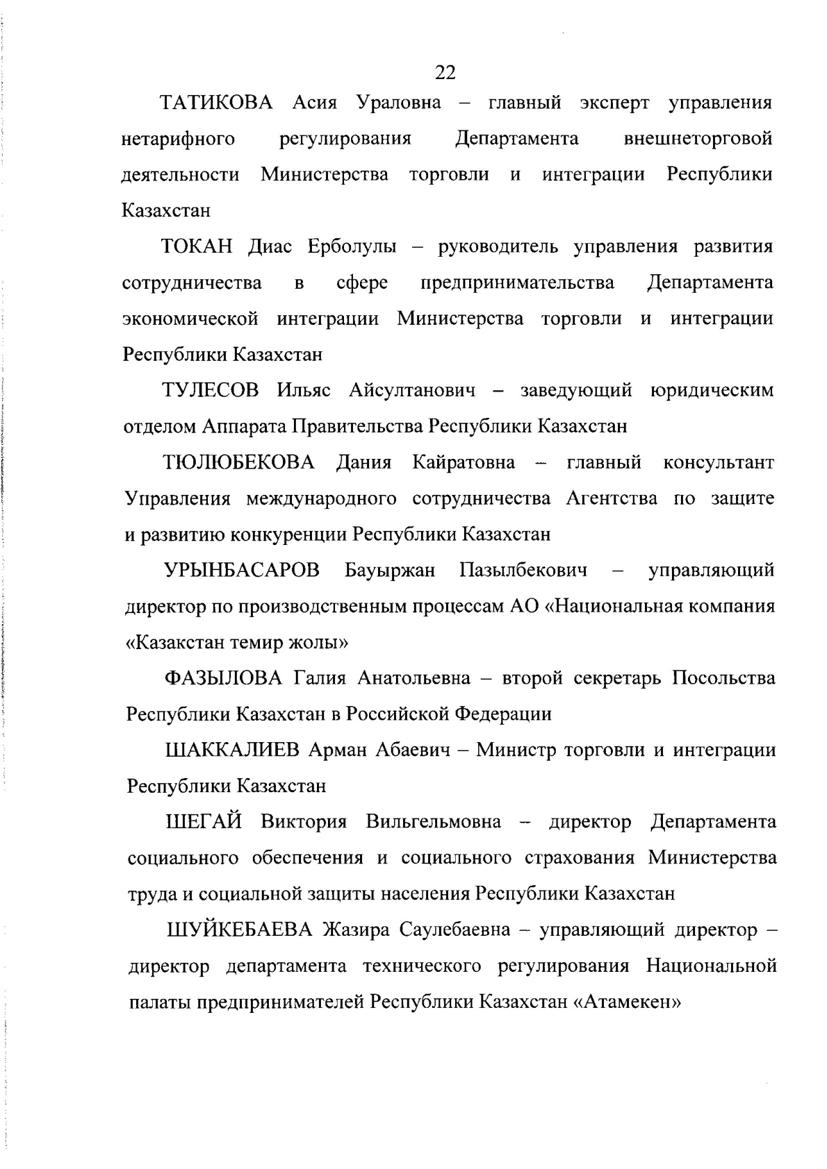 22
ТАТИКОВА Асия Ураловна – главный эксперт управления
нетарифного регулирования Департамента внешнеторговой
деятельности Министерства торговли и интеграции Республики
Казахстан
ТОКАН Диас Ерболулы – руководитель управления развития
сотрудничества в сфере предпринимательства Департамента
экономической интеграции Министерства торговли и интеграции
Республики Казахстан
ТУЛЕСОВ Ильяс Айсултанович – заведующий юридическим
отделом Аппарата Правительства Республики Казахстан
ТЮЛЮБЕКОВА Дания Кайратовна – главный консультант
Управления международного сотрудничества Агентства по защите
и развитию конкуренции Республики Казахстан
УРЫНБАСАРОВ Бауыржан Пазылбекович – управляющий
директор по производственным процессам АО «Национальная компания
«Казакстан темир жолы»
ФАЗЫЛОВА Галия Анатольевна – второй секретарь Посольства
Республики Казахстан в Российской Федерации
ШАККАЛИЕВ Арман Абаевич – Министр торговли и интеграции
Республики Казахстан
ШЕГАЙ Виктория Вильгельмовна – директор Департамента
социального обеспечения и социального страхования Министерства
труда и социальной защиты населения Республики Казахстан
ШУЙКЕБАЕВА Жазира Саулебаевна – управляющий директор –
директор департамента технического регулирования Национальной
палаты предпринимателей Республики Казахстан «Атамекен»